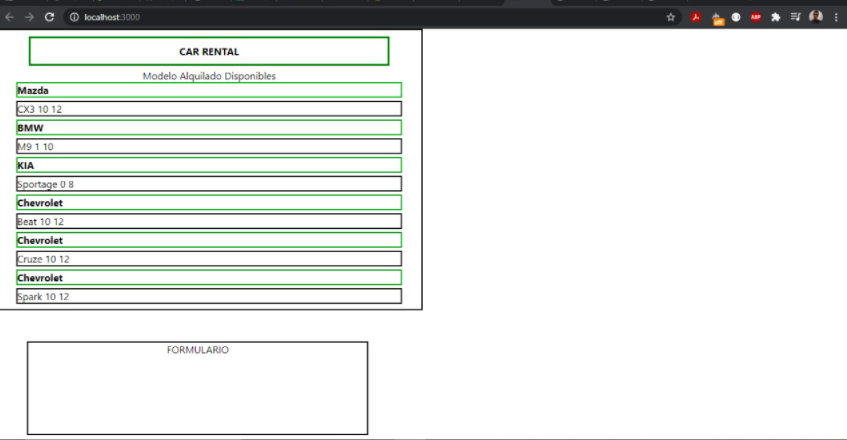 localhost:3000
CAR RENTAL
Modelo Alquilado Disponibles
Mazda
CX3 10 12
BMW
M9 1 10
KIA
Sportage 0 8
Chevrolet
Beat 10 12
Chevrolet
Cruze 10 12
Chevrolet
Spark 10 12
FORMULARIO